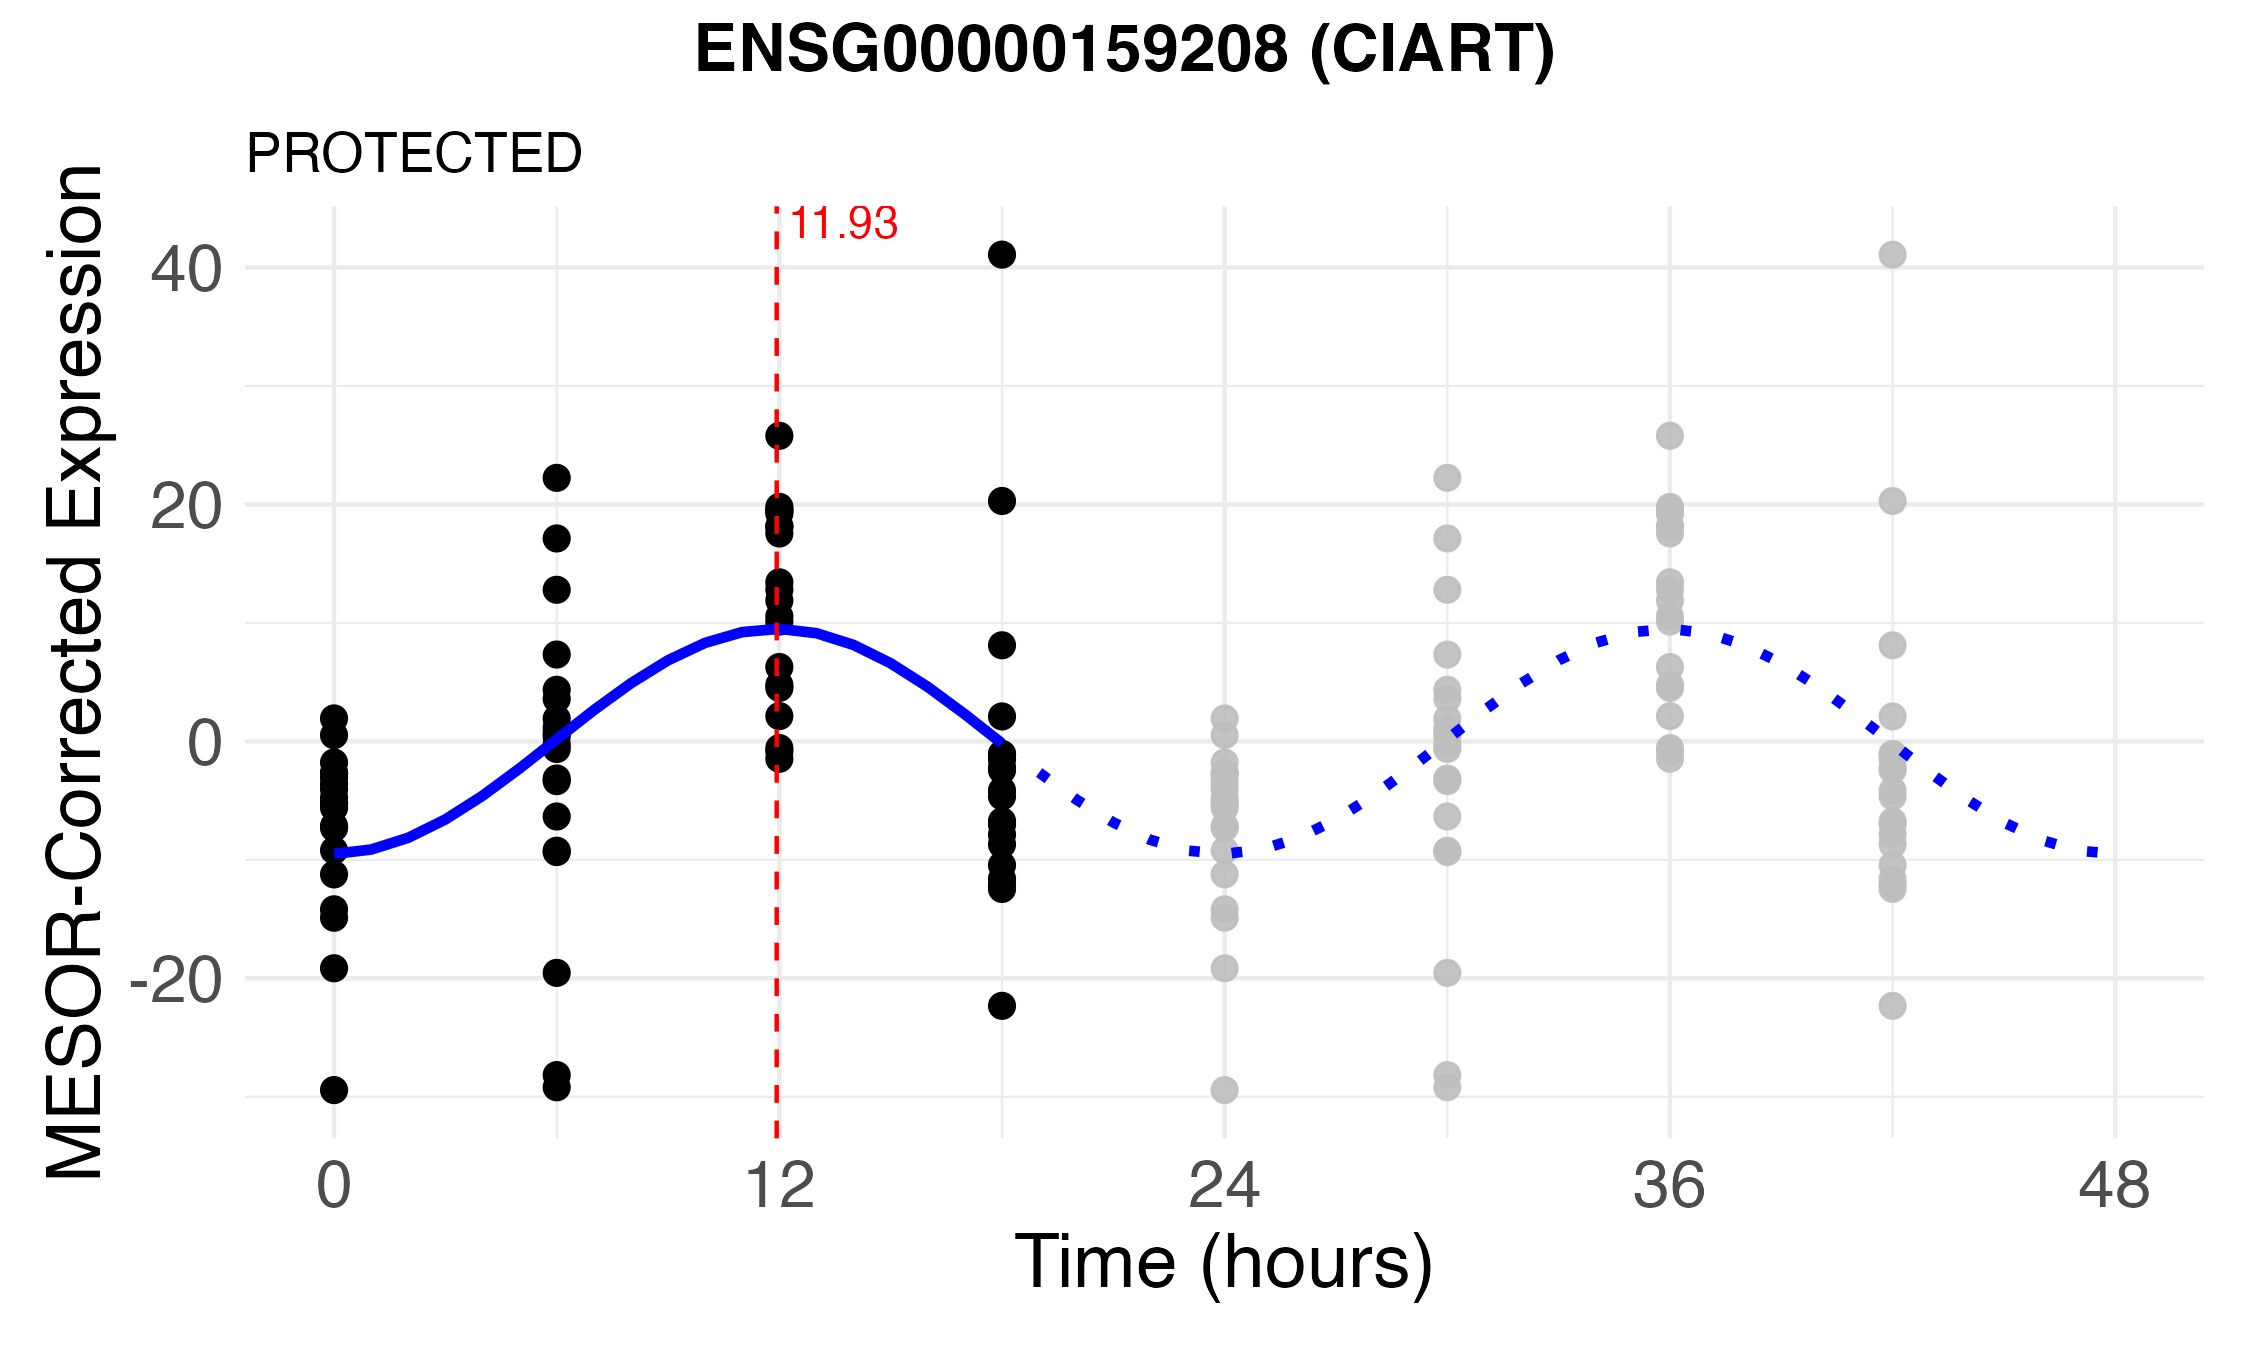 ENSG00000159208 (CIART)
PROTECTED
11.93
MESOR-Corrected Expression
40
20
0
-20
0 12 24 36 48
Time (hours)